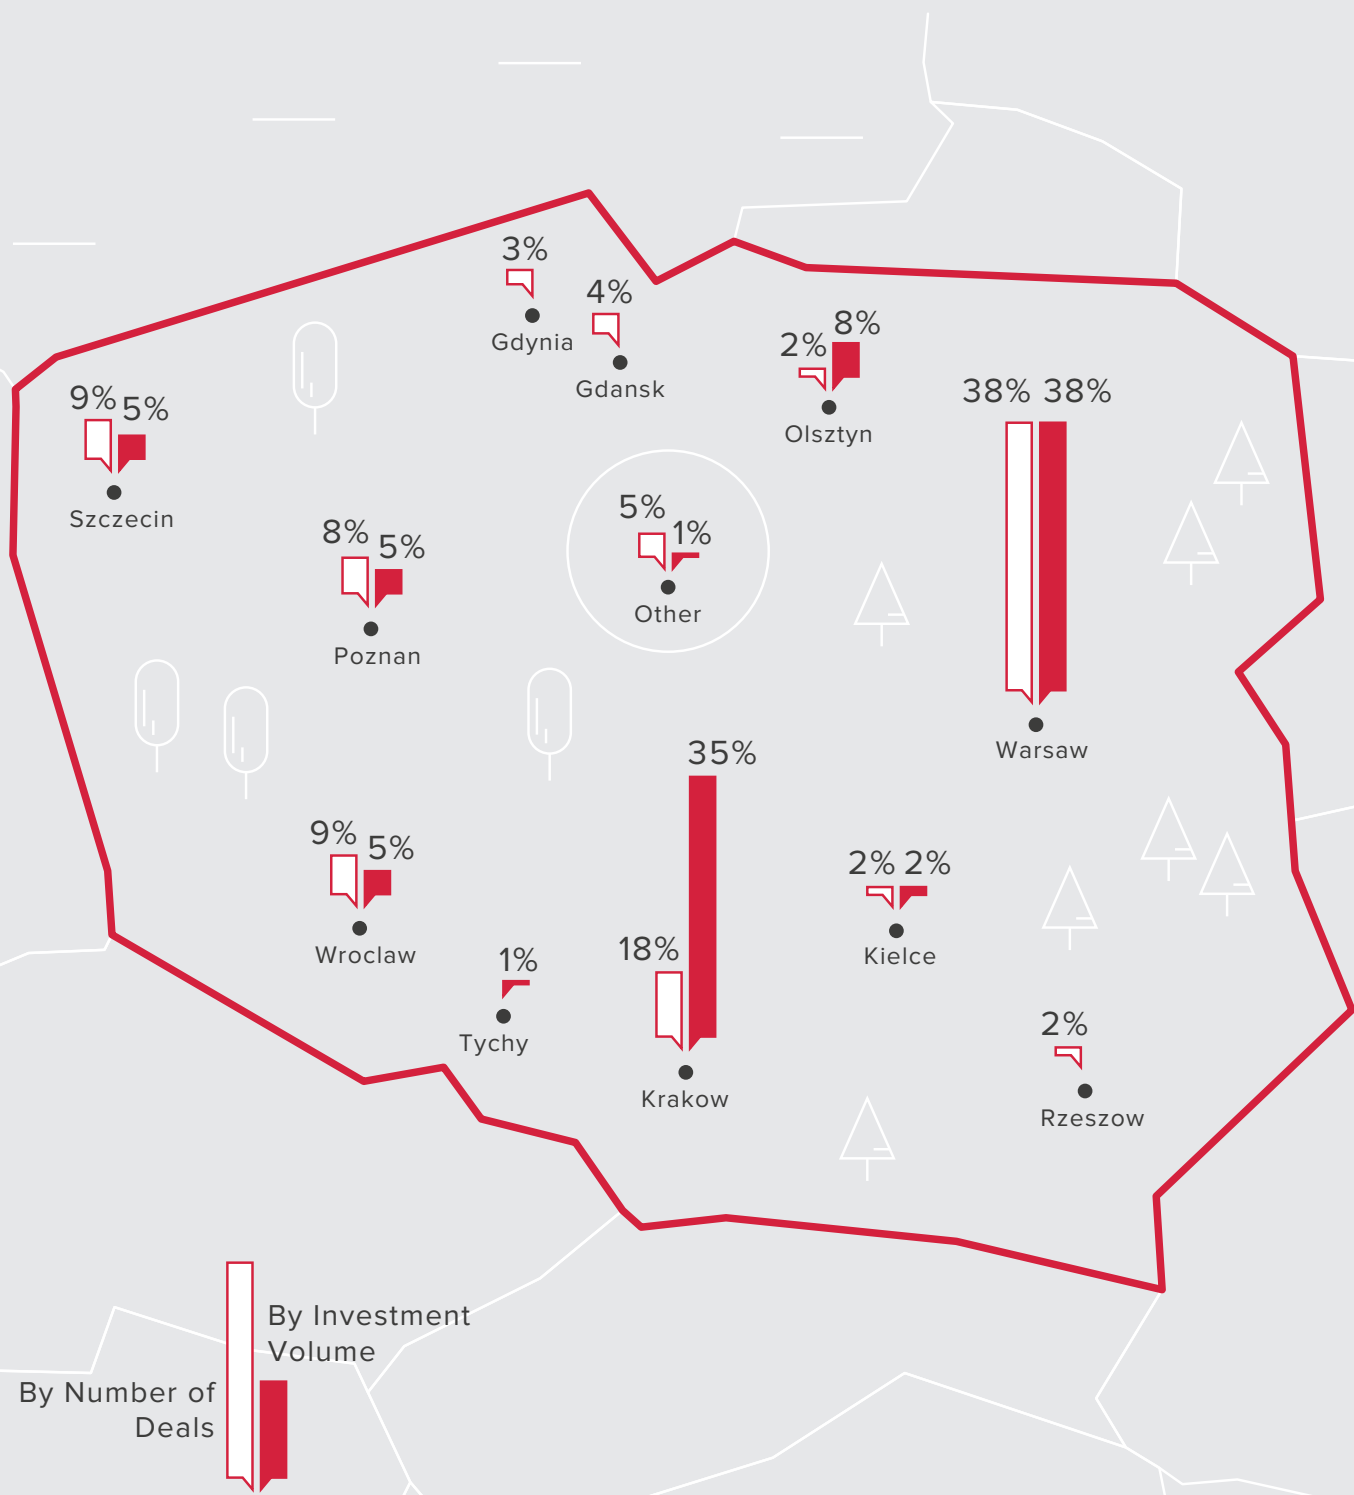 3%
Gdynia
4%
Gdansk
2% 8%
Olsztyn
38% 38%
Warsaw
9% 5%
Szczecin
8% 5%
Poznan
5% 1%
Other
9% 5%
Wroclaw
1%
Tychy
18% 35%
Krakow
2% 2%
Kielce
2%
Rzeszow
By Investment
Volume
By Number of
Deals